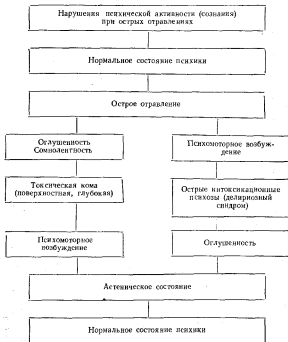 Нарушения психической активности (сознания)
при острых отравлениях
Нормальное состояние психики
Острое отравление
Оглушенность
Сомнолентность
Психомоторное возбуж-
дение
Токсическая кома
(поверхностная, глубокая)
Острые интоксикационные
психозы (делириозный
синдром)
Психомоторное
возбуждение
Оглушенность
Астеническое состояние
Нормальное состояние психики